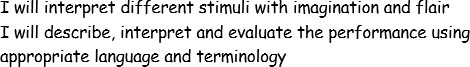 I will interpret different stimuli with imagination and flair
I will describe, interpret and evaluate the performance using
appropriate language and terminology